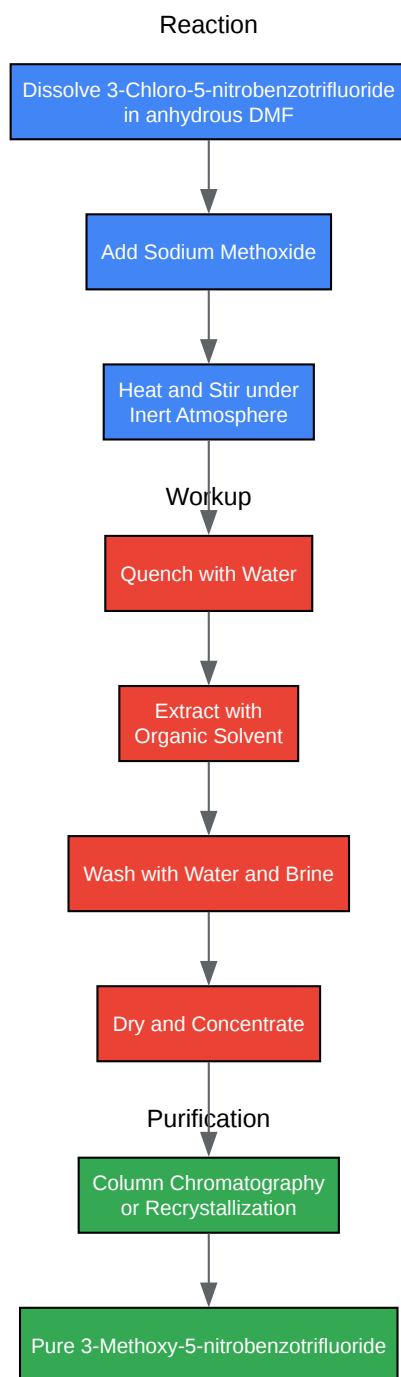 Reaction
Dissolve 3-Chloro-5-nitrobenzotrifluoride
in anhydrous DMF
Add Sodium Methoxide
Heat and Stir under
Inert Atmosphere
Workup
Quench with Water
Extract with
Organic Solvent
Wash with Water and Brine
Dry and Concentrate
Purification
Column Chromatography
or Recrystallization
Pure 3-Methoxy-5-nitrobenzotrifluoride